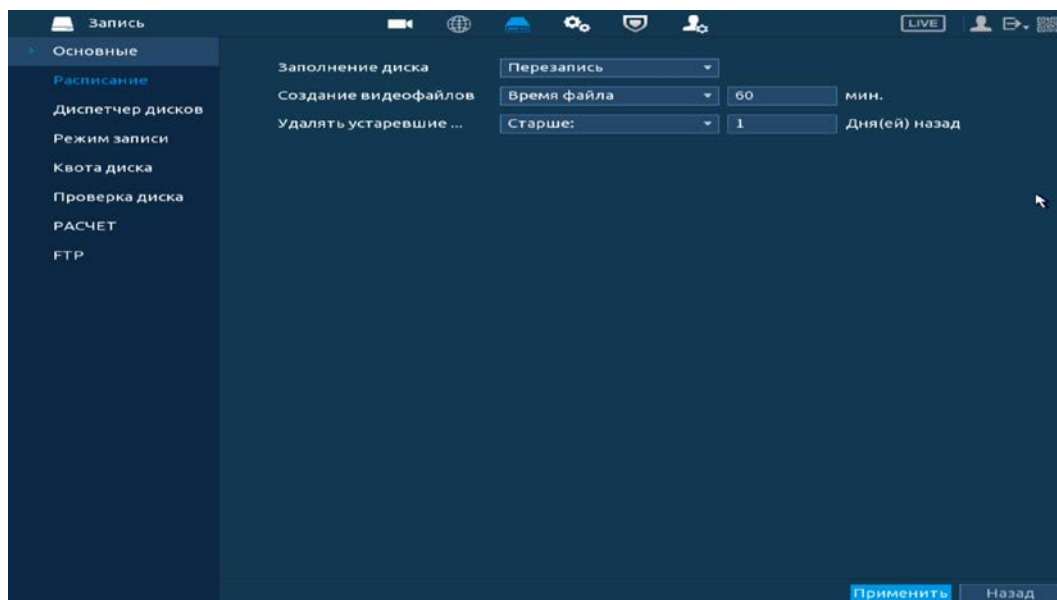 Запись
LIVE
Основные
Расписание
Диспетчер дисков
Режим записи
Квота диска
Проверка диска
РАСЧЕТ
FTP
Заполнение диска Перезапись
Создание видеофайлов Время файла 60 мин.
Удалять устаревшие ... Старше: 1 Дня(ей) назад
Применить Назад